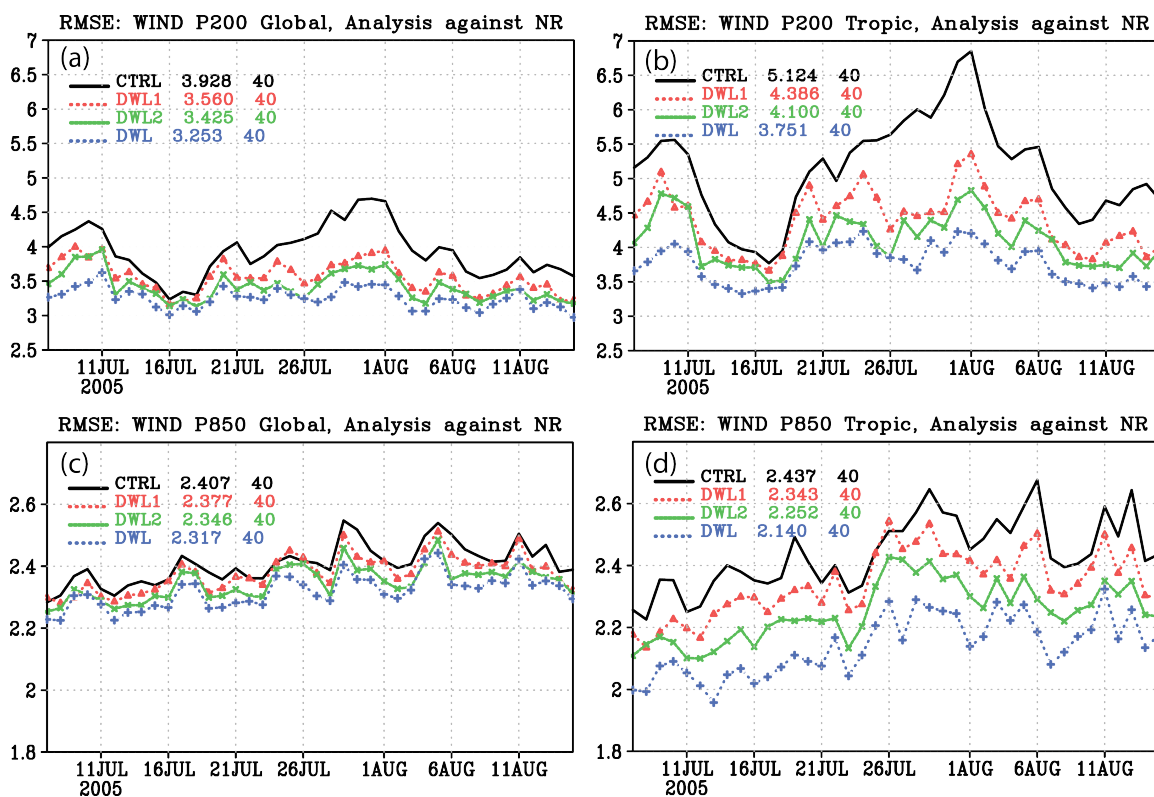 RMSE: WIND P200 Global, Analysis against NR
(a)
CTRL 3.928 40
DWL1 3.560 40
DWL2 3.425 40
DWL 3.253 40
7
6.5
6
5.5
5
4.5
4
3.5
3
2.5
11JUL 16JUL 21JUL 26JUL 1AUG 6AUG 11AUG
2005
RMSE: WIND P200 Tropic, Analysis against NR
(b)
CTRL 5.124 40
DWL1 4.386 40
DWL2 4.100 40
DWL 3.751 40
7
6.5
6
5.5
5
4.5
4
3.5
3
2.5
11JUL 16JUL 21JUL 26JUL 1AUG 6AUG 11AUG
2005
RMSE: WIND P850 Global, Analysis against NR
(c)
CTRL 2.407 40
DWL1 2.377 40
DWL2 2.346 40
DWL 2.317 40
2.6
2.4
2.2
2
1.8
11JUL 16JUL 21JUL 26JUL 1AUG 6AUG 11AUG
2005
RMSE: WIND P850 Tropic, Analysis against NR
(d)
CTRL 2.437 40
DWL1 2.343 40
DWL2 2.252 40
DWL 2.140 40
2.6
2.4
2.2
2
1.8
11JUL 16JUL 21JUL 26JUL 1AUG 6AUG 11AUG
2005